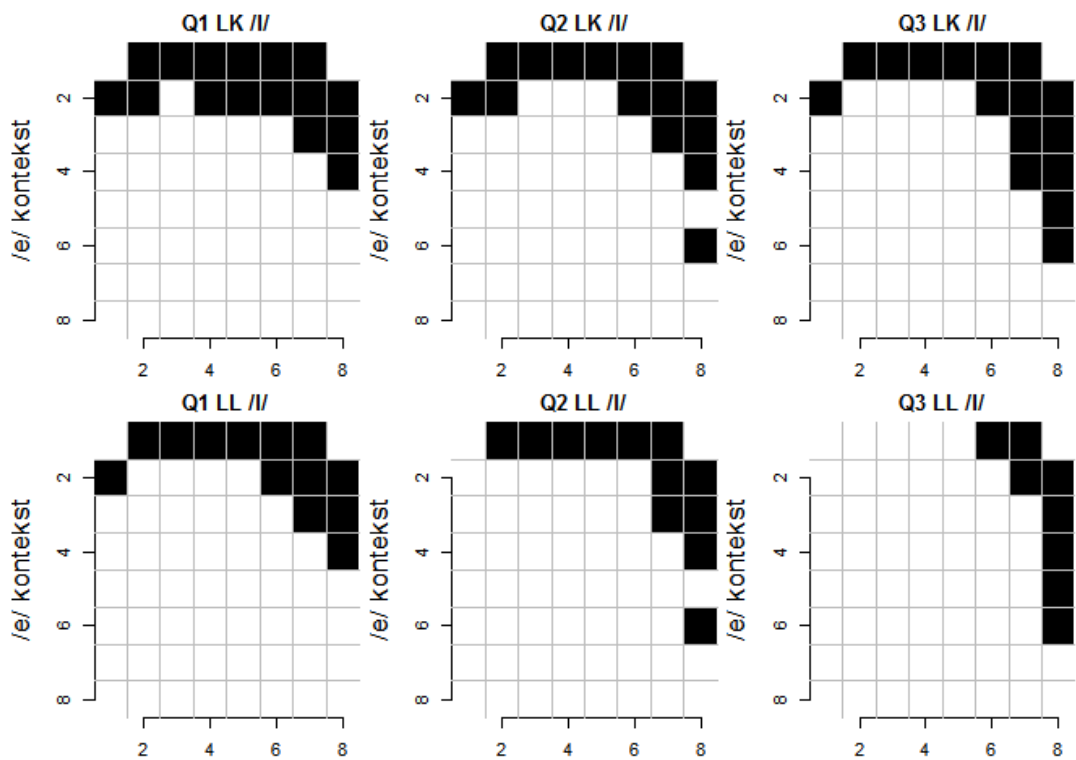 Q1 LK /l/
Q2 LK /l/
Q3 LK /l/
/e/ kontekst
2
4
6
8
2 4 6 8
/e/ kontekst
2
4
6
8
2 4 6 8
/e/ kontekst
2
4
6
8
2 4 6 8
Q1 LL /l/
Q2 LL /l/
Q3 LL /l/
/e/ kontekst
2
4
6
8
2 4 6 8
/e/ kontekst
2
4
6
8
2 4 6 8
/e/ kontekst
2
4
6
8
2 4 6 8